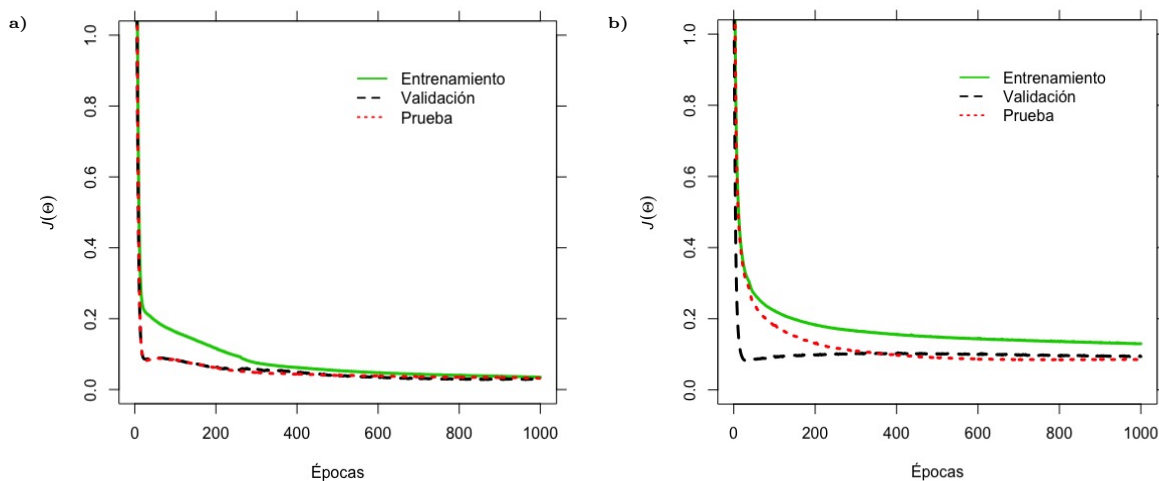 a)
1.0
0.8
0.6
0.4
0.2
0.0
J(Θ)
Entrenamiento
Validación
Prueba
0 200 400 600 800 1000
Épocas
b)
1.0
0.8
0.6
0.4
0.2
0.0
J(Θ)
Entrenamiento
Validación
Prueba
0 200 400 600 800 1000
Épocas